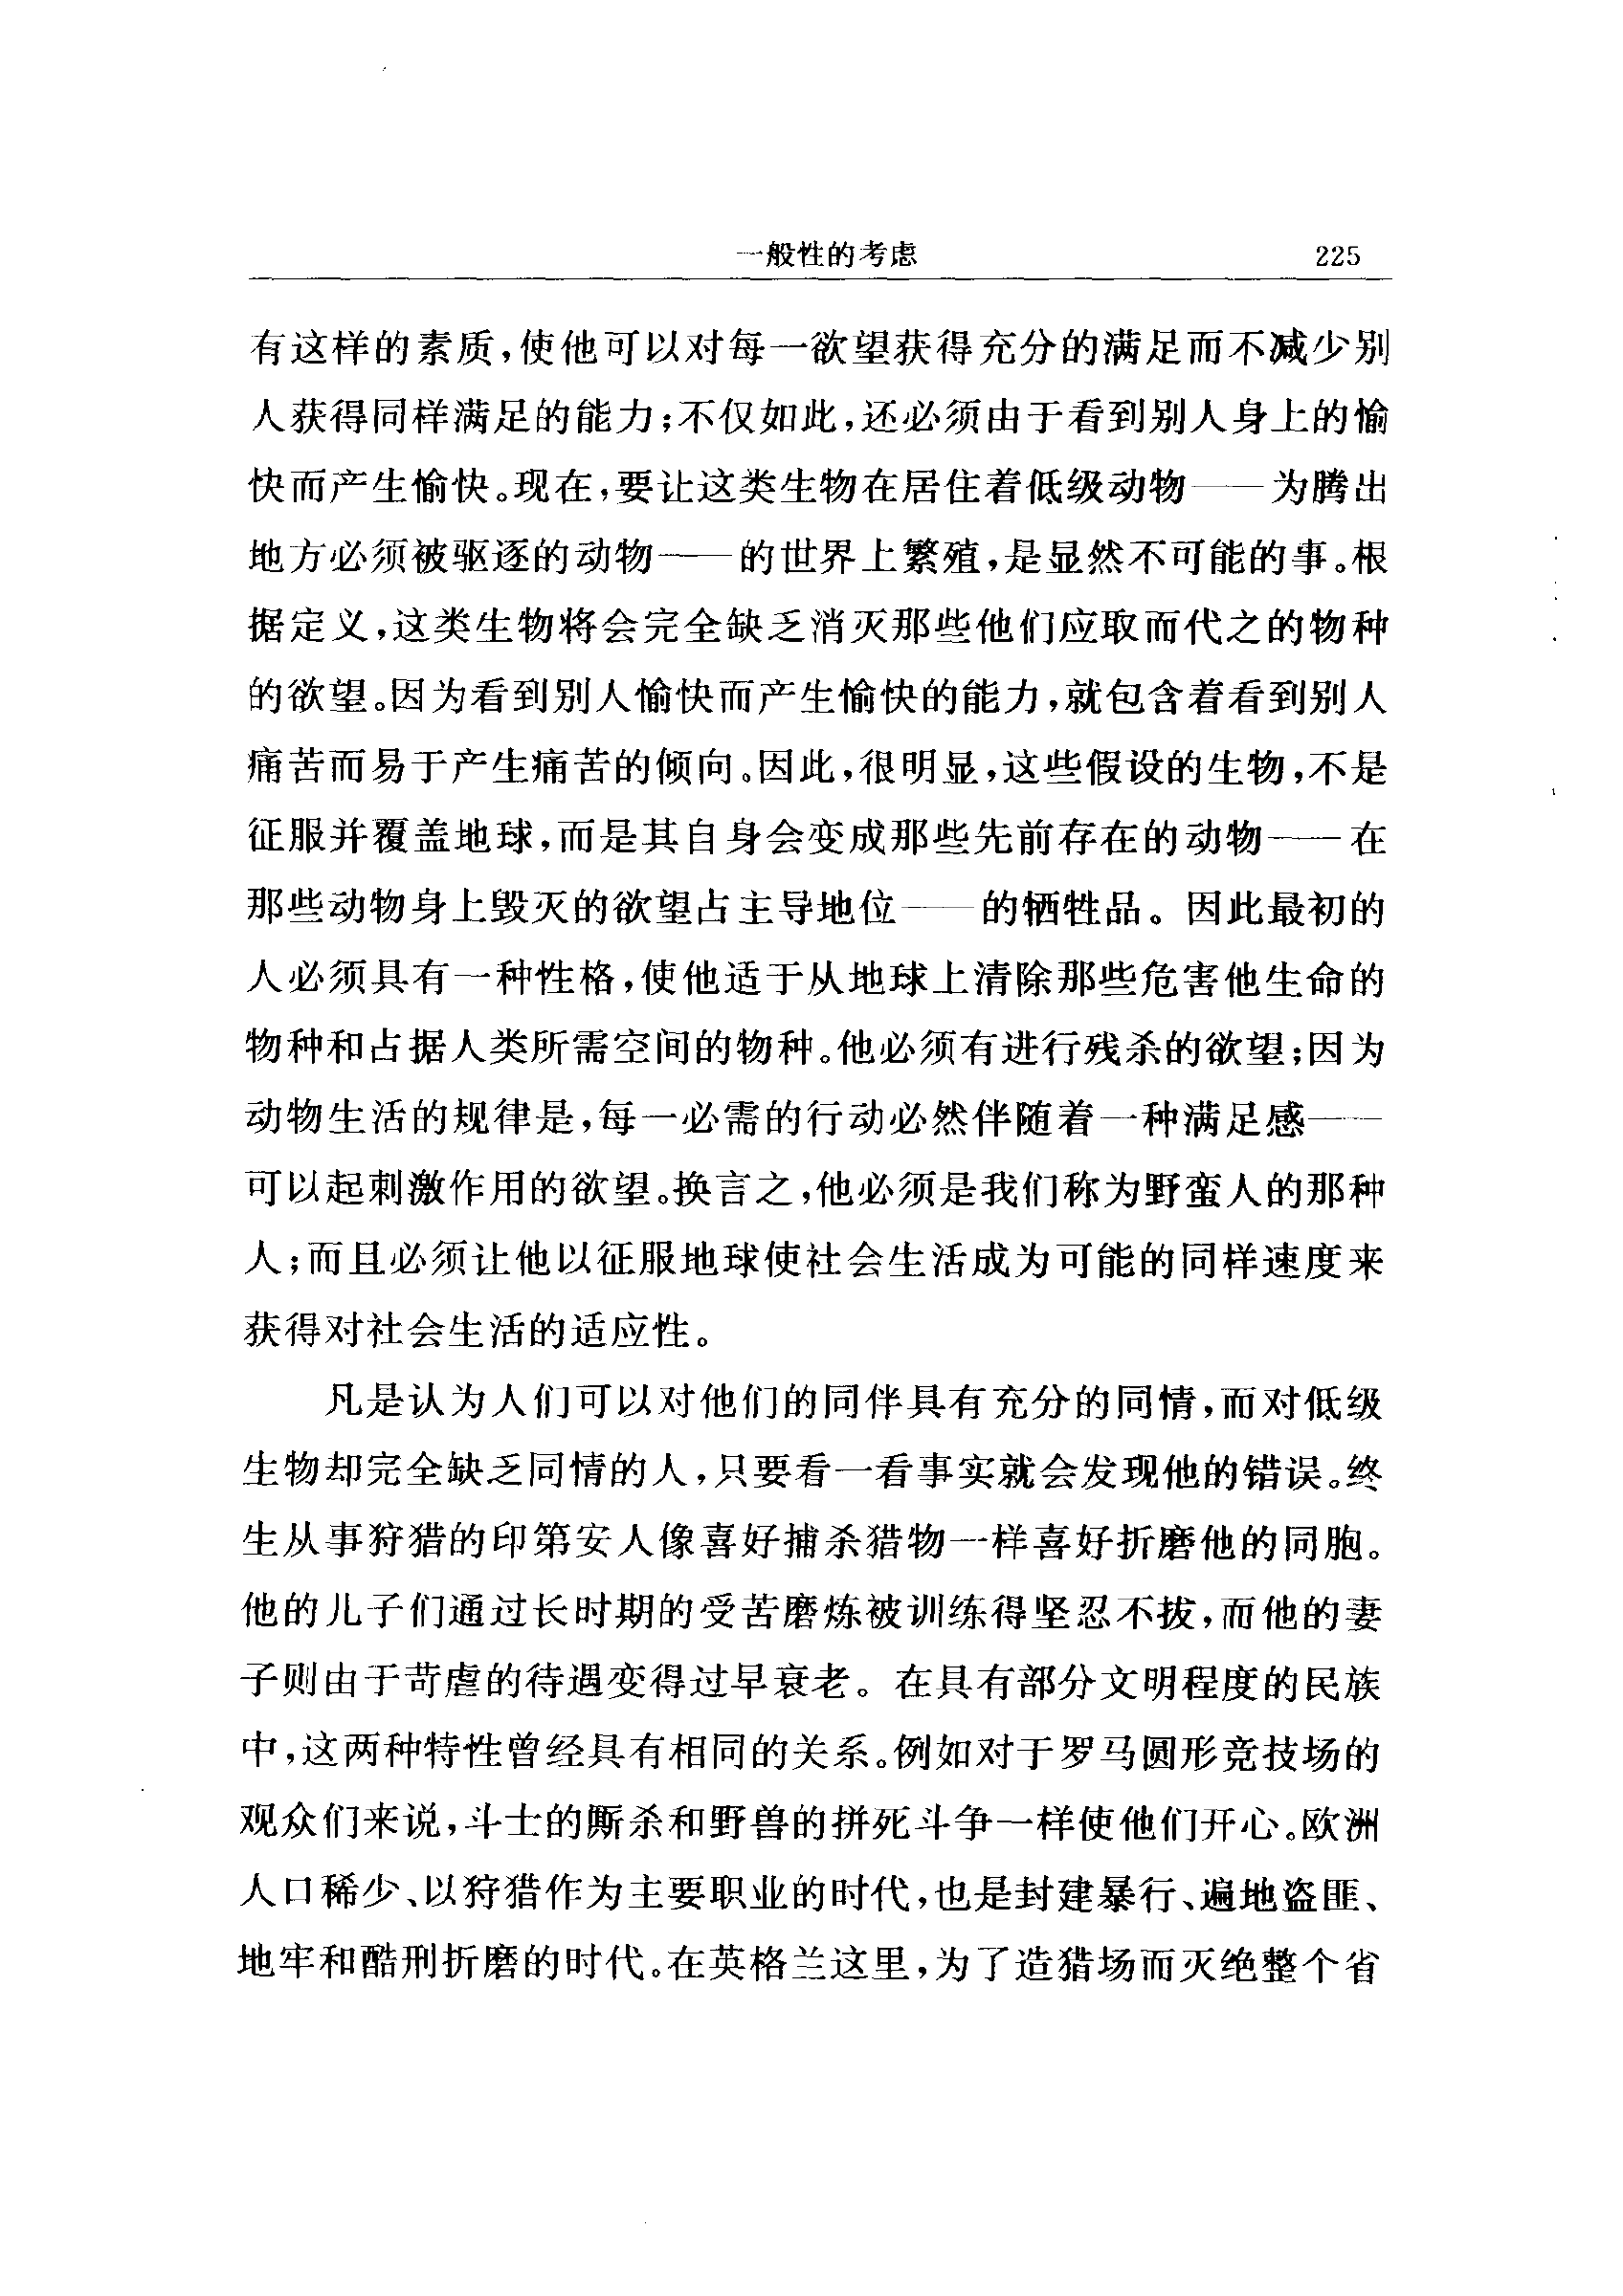 一般性的考虑 225
有这样的素质,使他可以对每一欲望获得充分的满足而不减少别
人获得同样满足的能力;不仅如此,还必须由于看到别人身上的愉
快而产生愉快。现在,要让这类生物在居住着低级动物——为腾出
地方必须被驱逐的动物——的世界上繁殖,是显然不可能的事。根
据定义,这类生物将会完全缺乏消灭那些他们应取而代之的物种
的欲望。因为看到别人愉快而产生愉快的能力,就包含着看到别人
痛苦而易于产生痛苦的倾向。因此,很明显,这些假设的生物,不是
征服并覆盖地球,而是其自身会变成那些先前存在的动物——在
那些动物身上毁灭的欲望占主导地位——的牺牲品。因此最初的
人必须具有一种性格,使他适于从地球上清除那些危害他生命的
物种和占据人类所需空间的物种。他必须有进行残杀的欲望;因为
动物生活的规律是,每一必需的行动必然伴随着一种满足感——
可以起刺激作用的欲望。换言之,他必须是我们称为野蛮人的那种
人;而且必须让他以征服地球使社会生活成为可能的同样速度来
获得对社会生活的适应性。
凡是认为人们可以对他们的同伴具有充分的同情,而对低级
生物却完全缺乏同情的人,只要看一看事实就会发现他的错误。终
生从事狩猎的印第安人像喜好捕杀猎物一样喜好折磨他的同胞。
他的儿子们通过长时期的受苦磨炼被训练得坚忍不拔,而他的妻
子则由于苛虐的待遇变得过早衰老。在具有部分文明程度的民族
中,这两种特性曾经具有相同的关系。例如对于罗马圆形竞技场的
观众们来说,斗士的厮杀和野兽的拼死斗争一样使他们开心。欧洲
人口稀少、以狩猎作为主要职业的时代,也是封建暴行、遍地盗匪、
地牢和酷刑折磨的时代。在英格兰这里,为了造猎场而灭绝整个省